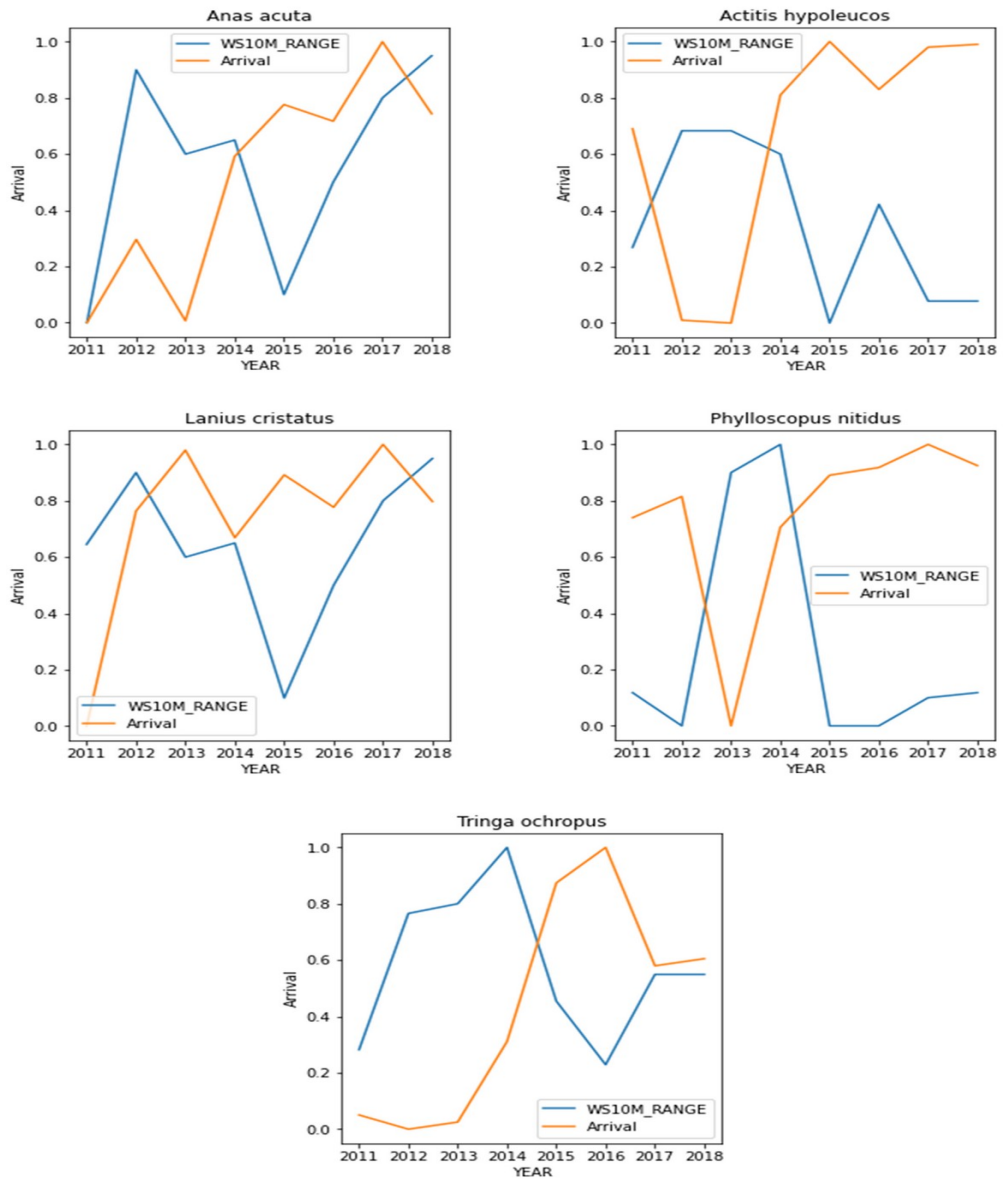 Anas acuta
WS10M_RANGE
Arrival
1.0
0.8
0.6
0.4
0.2
0.0
Arrival
2011 2012 2013 2014 2015 2016 2017 2018
YEAR
Actitis hypoleucos
WS10M_RANGE
Arrival
1.0
0.8
0.6
0.4
0.2
0.0
Arrival
2011 2012 2013 2014 2015 2016 2017 2018
YEAR
Lanius cristatus
1.0
0.8
0.6
0.4
0.2
0.0
Arrival
WS10M_RANGE
Arrival
2011 2012 2013 2014 2015 2016 2017 2018
YEAR
Phylloscopus nitidus
1.0
0.8
0.6
0.4
0.2
0.0
Arrival
WS10M_RANGE
Arrival
2011 2012 2013 2014 2015 2016 2017 2018
YEAR
Tringa ochropus
1.0
0.8
0.6
0.4
0.2
0.0
Arrival
WS10M_RANGE
Arrival
2011 2012 2013 2014 2015 2016 2017 2018
YEAR